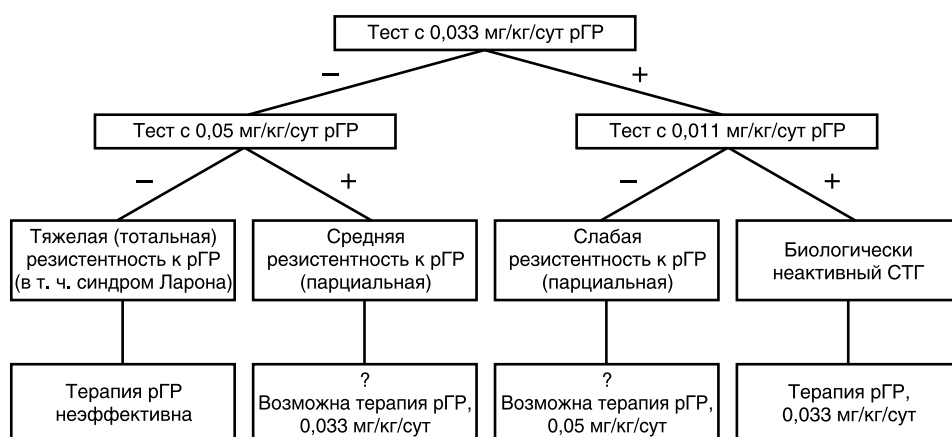 Тест с 0,033 мг/кг/сут рГР
–
+
Тест с 0,05 мг/кг/сут рГР
Тест с 0,011 мг/кг/сут рГР
–
+
–
+
Тяжелая (тотальная)
резистентность к рГР
(в т. ч. синдром Ларона)
Средняя
резистентность к рГР
(парциальная)
Слабая
резистентность к рГР
(парциальная)
Биологически
неактивный СТГ
Терапия рГР
неэффективна
?
Возможна терапия рГР,
0,033 мг/кг/сут
?
Возможна терапия рГР,
0,05 мг/кг/сут
Терапия рГР,
0,033 мг/кг/сут